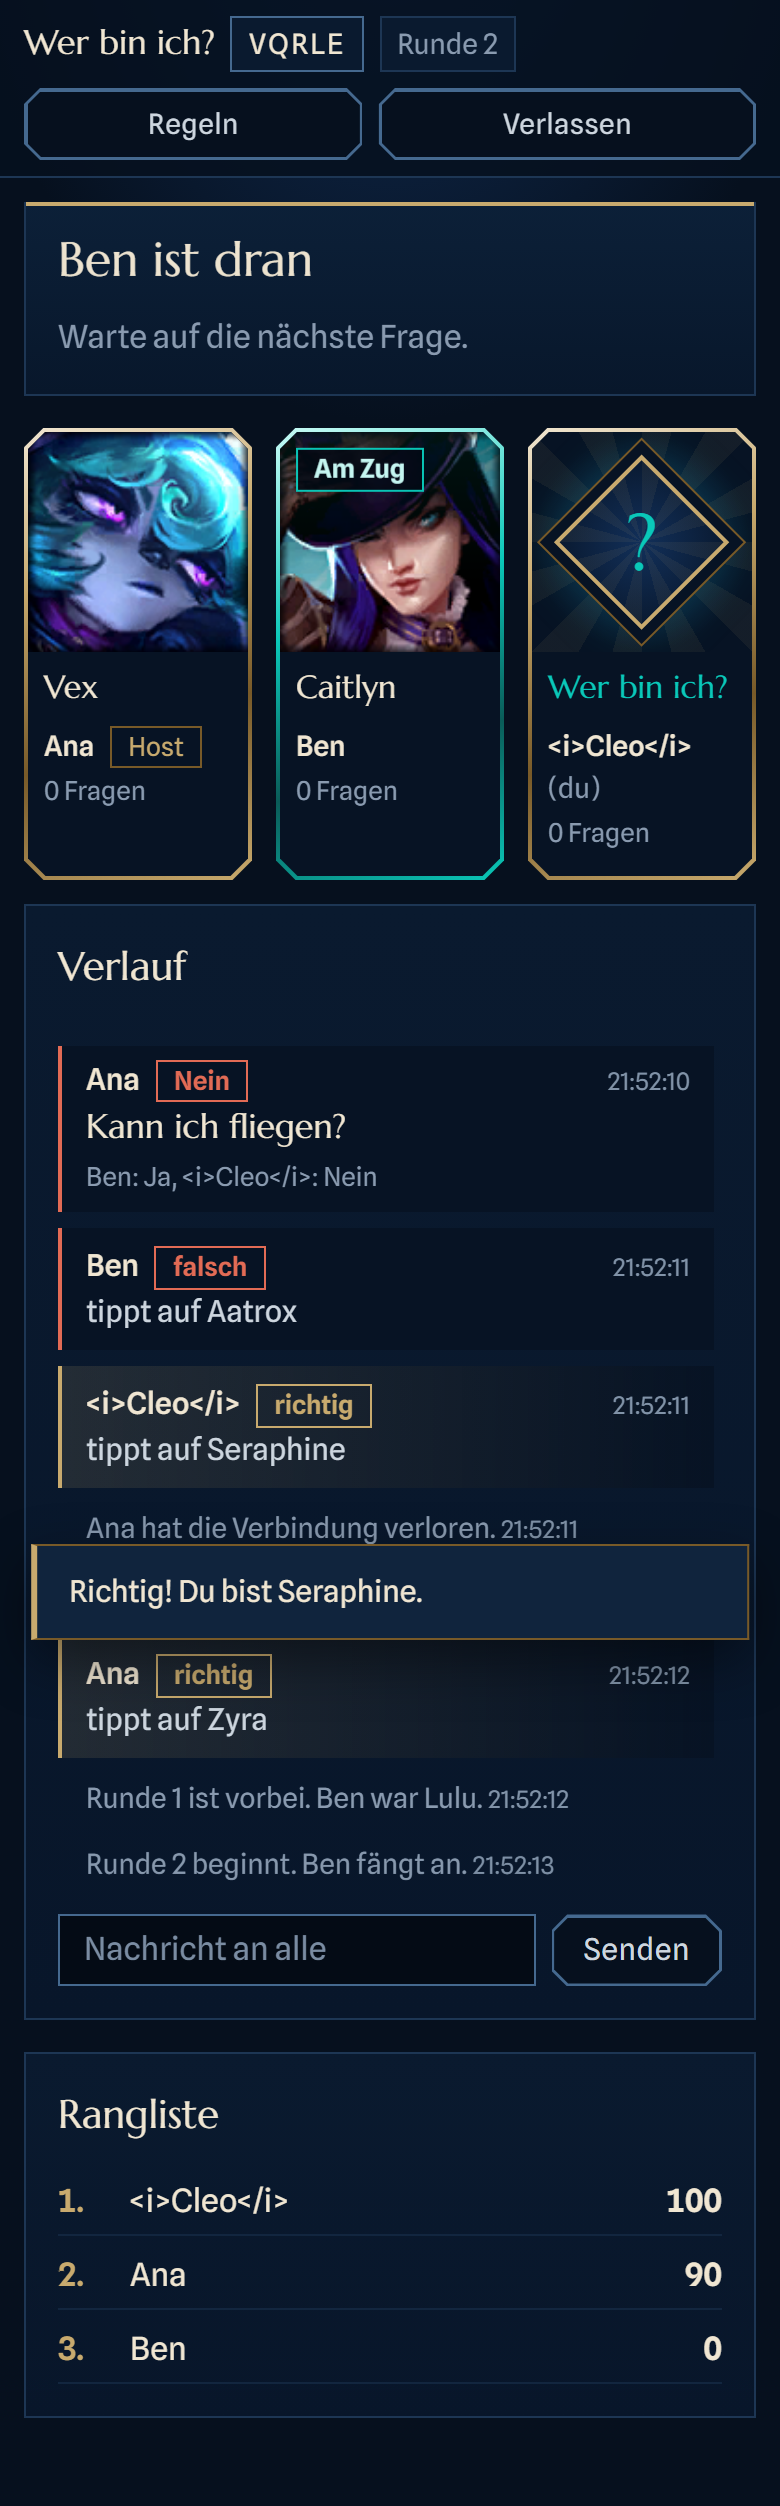 Wer bin ich? VQRLE Runde 2
Regeln Verlassen
Ben ist dran
Warte auf die nächste Frage.
Am Zug
?
Vex
Ana Host
0 Fragen
Caitlyn
Ben
0 Fragen
Wer bin ich?
<i>Cleo</i>
(du)
0 Fragen
Verlauf
Ana Nein 21:52:10
Kann ich fliegen?
Ben: Ja, <i>Cleo</i>: Nein
Ben falsch 21:52:11
tippt auf Aatrox
<i>Cleo</i> richtig 21:52:11
tippt auf Seraphine
Ana hat die Verbindung verloren. 21:52:11
Richtig! Du bist Seraphine.
Ana richtig 21:52:12
tippt auf Zyra
Runde 1 ist vorbei. Ben war Lulu. 21:52:12
Runde 2 beginnt. Ben fängt an. 21:52:13
Nachricht an alle Senden
Rangliste
1. <i>Cleo</i> 100
2. Ana 90
3. Ben 0